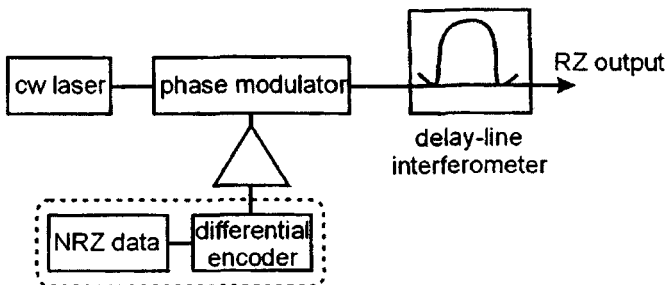 cw laser
phase modulator
RZ output
delay-line
interferometer
NRZ data
differential
encoder